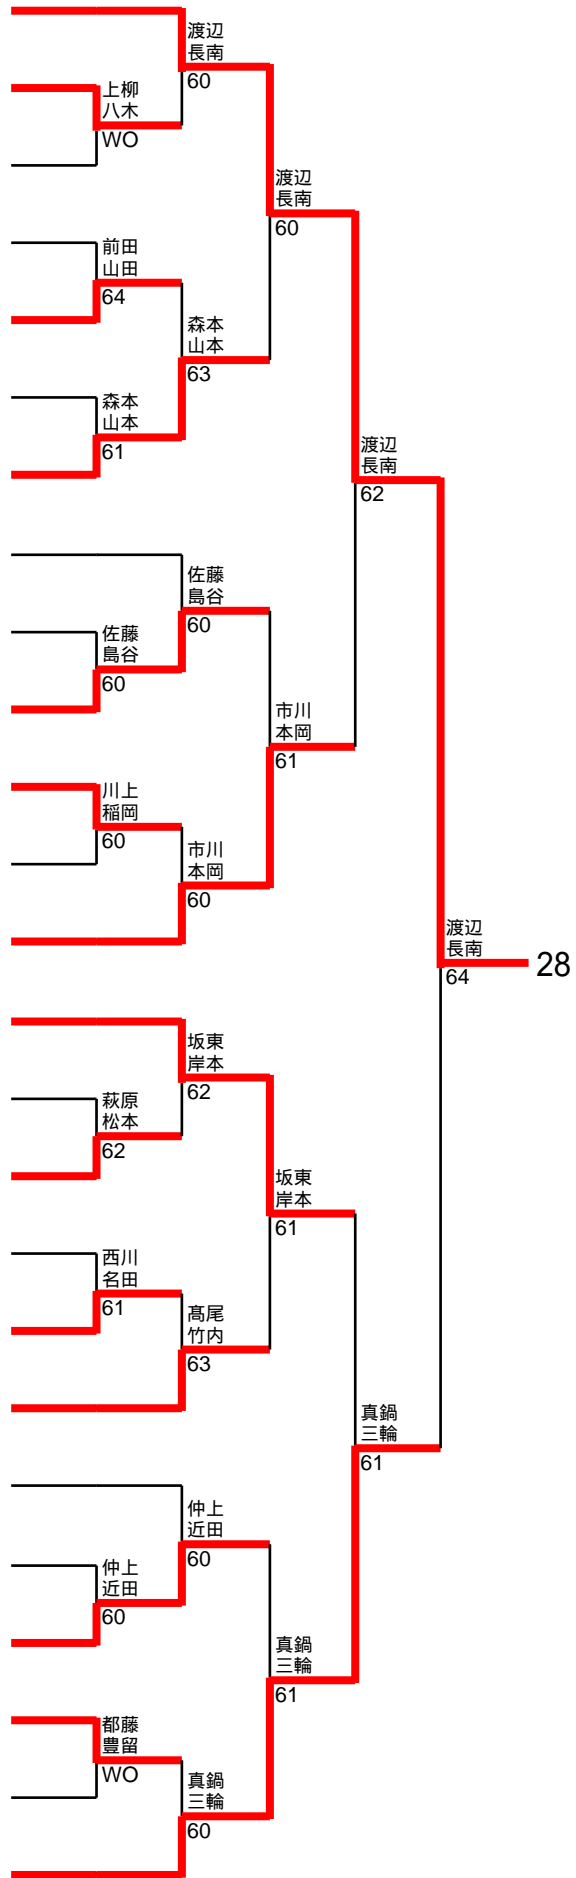 渡辺
長南
60
上柳
八木
WO
渡辺
長南
60
前田
山田
64
森本
山本
63
森本
山本
61
渡辺
長南
62
佐藤
島谷
60
佐藤
島谷
60
市川
本岡
61
川上
稲岡
60
市川
本岡
60
渡辺
長南
64
28
坂東
岸本
62
萩原
松本
62
坂東
岸本
61
西川
名田
61
髙尾
竹内
63
真鍋
三輪
61
仲上
近田
60
仲上
近田
60
真鍋
三輪
61
都藤
豊留
WO
真鍋
三輪
60